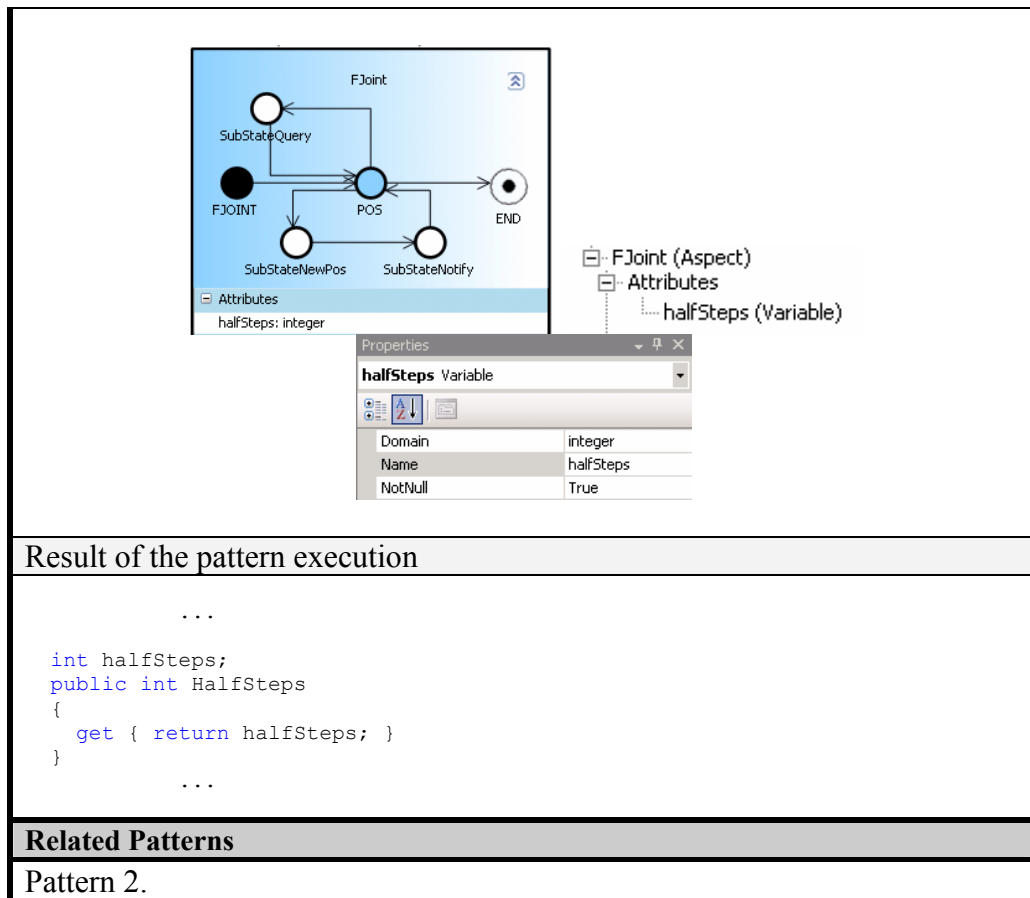 FJoint
SubStateQuery
FJOINT
POS
END
SubStateNewPos
SubStateNotify
Attributes
halfSteps: integer
FJoint (Aspect)
Attributes
halfSteps (Variable)
Properties
halfSteps Variable
Domain integer
Name halfSteps
NotNull True
Result of the pattern execution
...
int halfSteps;
public int HalfSteps
{
get { return halfSteps; }
}
...
Related Patterns
Pattern 2.